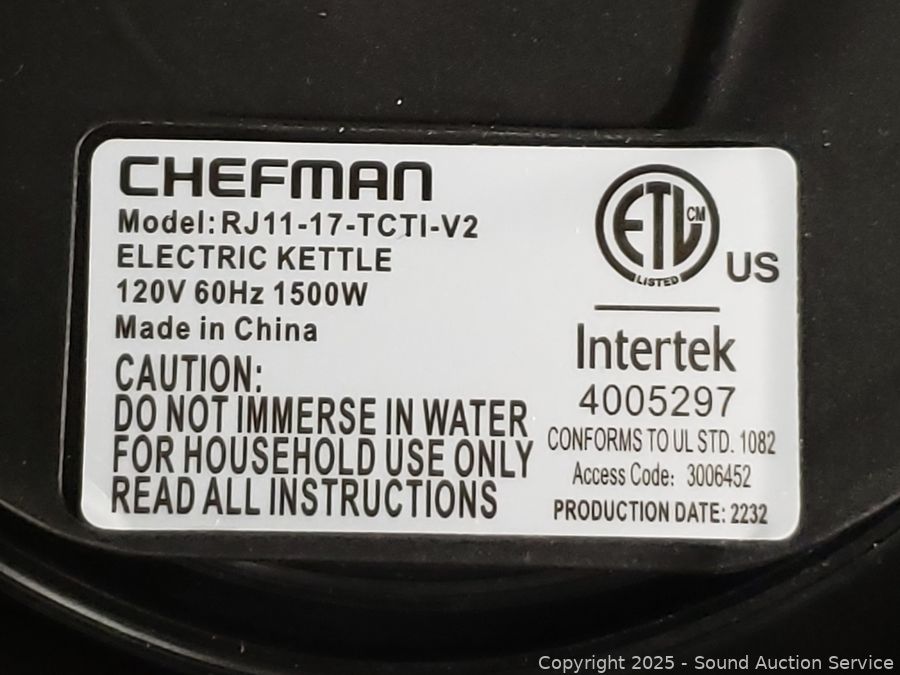 CHEFMAN
Model: RJ11-17-TCTI-V2
ELECTRIC KETTLE
120V 60Hz 1500W
Made in China
CAUTION:
DO NOT IMMERSE IN WATER
FOR HOUSEHOLD USE ONLY
READ ALL INSTRUCTIONS
ETL CM
LISTED
US
Intertek
4005297
CONFORMS TO UL STD. 1082
Access Code: 3006452
PRODUCTION DATE: 2232
Copyright 2025 - Sound Auction Service